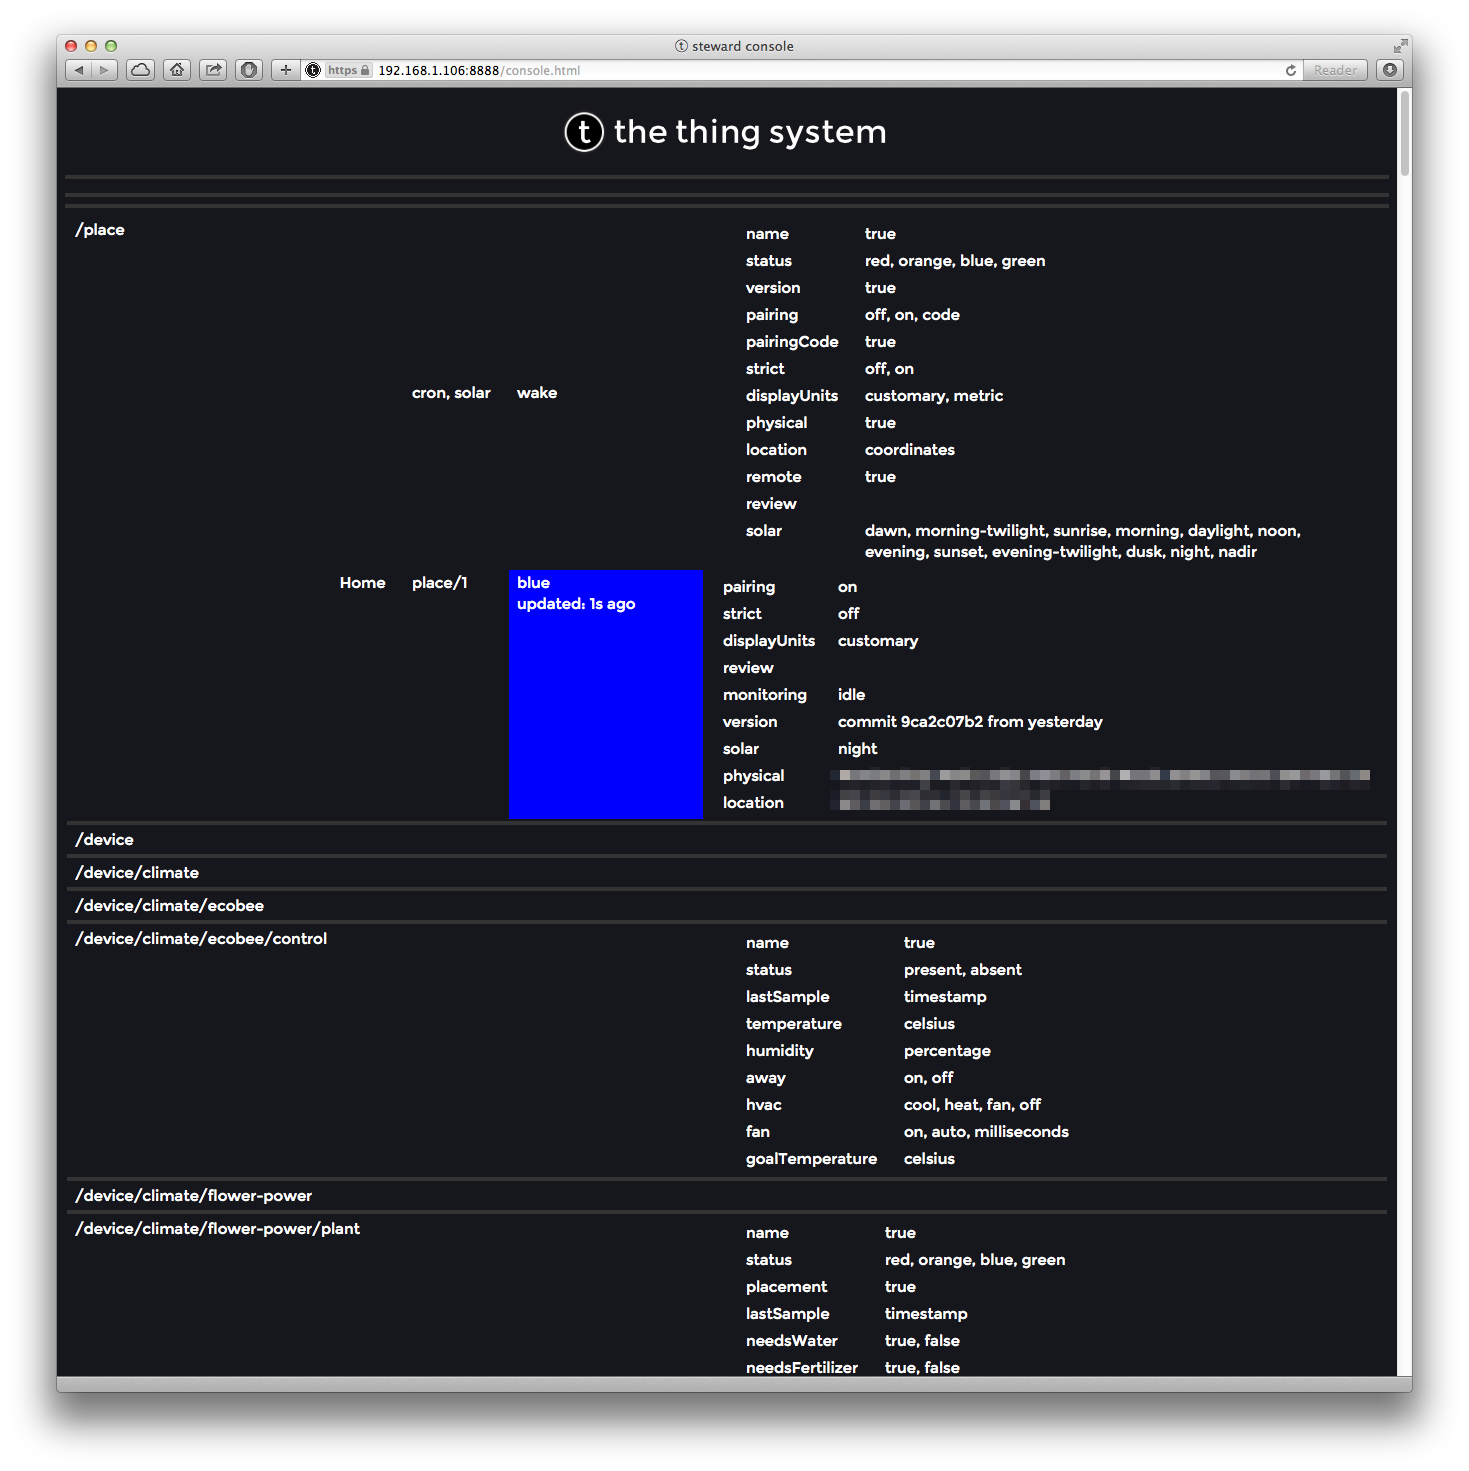 steward console
https 192.168.1.106:8888/console.html
Reader
t the thing system
/place
name true
status red, orange, blue, green
version true
pairing off, on, code
pairingCode true
strict off, on
cron, solar wake displayUnits customary, metric
physical true
location coordinates
remote true
review
solar dawn, morning-twilight, sunrise, morning, daylight, noon,
evening, sunset, evening-twilight, dusk, night, nadir
Home place/1 blue pairing on
updated: 1s ago
strict off
displayUnits customary
review
monitoring idle
version commit 9ca2c07b2 from yesterday
solar night
physical
location
/device
/device/climate
/device/climate/ecobee
/device/climate/ecobee/control name true
status present, absent
lastSample timestamp
temperature celsius
humidity percentage
away on, off
hvac cool, heat, fan, off
fan on, auto, milliseconds
goalTemperature celsius
/device/climate/flower-power
/device/climate/flower-power/plant name true
status red, orange, blue, green
placement true
lastSample timestamp
needsWater true, false
needsFertilizer true, false